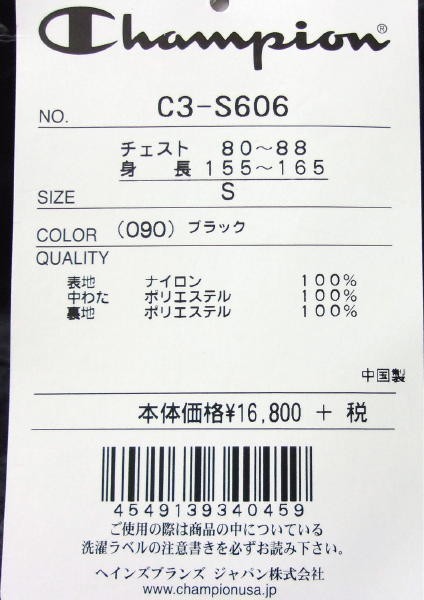 Champion®
NO. C3-S606
チェスト 80~88
身長 155~165
SIZE S
COLOR (090) ブラック
QUALITY
表地 ナイロン 100%
中わた ポリエステル 100%
裏地 ポリエステル 100%
中国製
本体価格¥16,800 + 税
4549139340459
ご使用の際は商品の中についている
洗濯ラベルの注意書きを必ずお読み下さい。
ヘインズブランズ ジャパン株式会社
www.championusa.jp